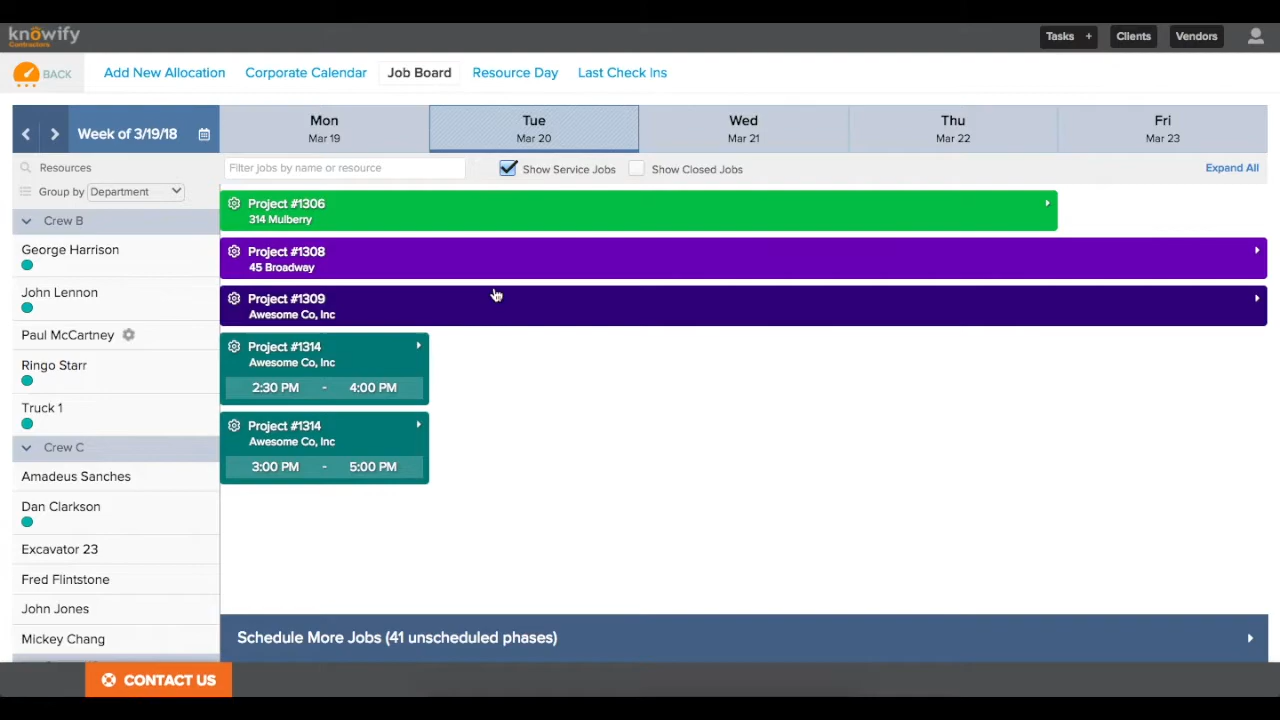 knowify
Contractors
Tasks +
Clients
Vendors
BACK
Add New Allocation
Corporate Calendar
Job Board
Resource Day
Last Check Ins
Week of 3/19/18
Mon
Mar 19
Tue
Mar 20
Wed
Mar 21
Thu
Mar 22
Fri
Mar 23
Resources
Filter jobs by name or resource
Show Service Jobs
Show Closed Jobs
Expand All
Group by Department
Crew B
George Harrison
John Lennon
Paul McCartney
Ringo Starr
Truck 1
Crew C
Amadeus Sanches
Dan Clarkson
Excavator 23
Fred Flintstone
John Jones
Mickey Chang
Project #1306
314 Mulberry
Project #1308
45 Broadway
Project #1309
Awesome Co, Inc
Project #1314
Awesome Co, Inc
2:30 PM - 4:00 PM
Project #1314
Awesome Co, Inc
3:00 PM - 5:00 PM
Schedule More Jobs (41 unscheduled phases)
CONTACT US